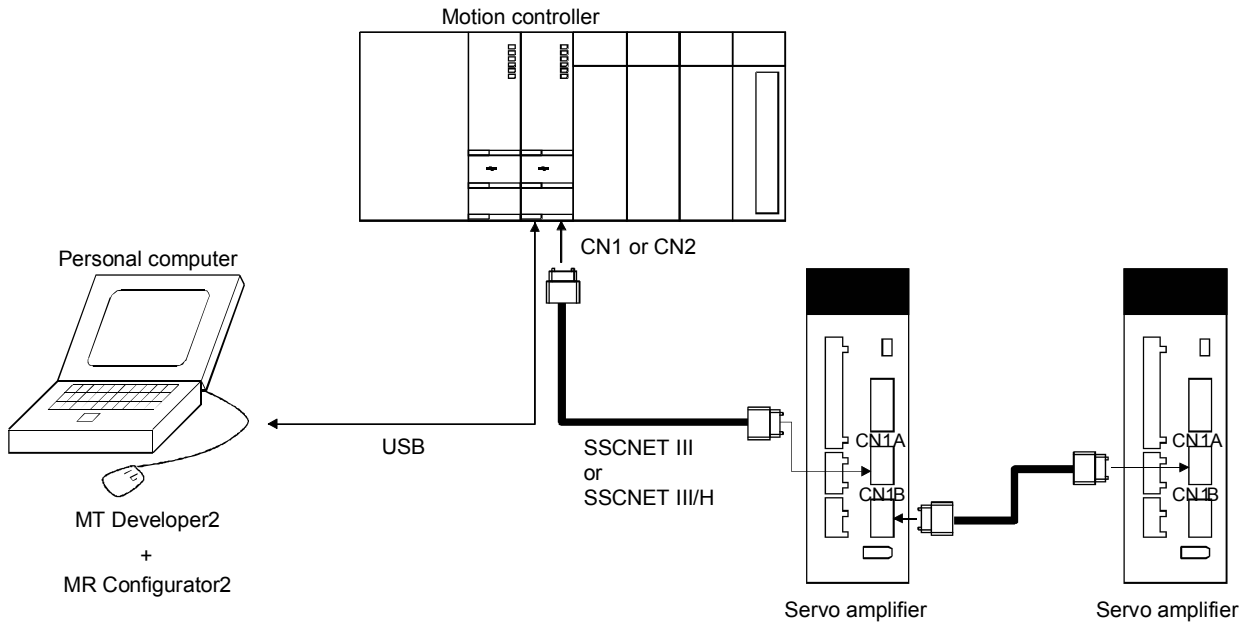 Motion controller
CN1 or CN2
Personal computer
USB
SSCNET III
or
SSCNET III/H
CN1A
CN1B
CN1A
CN1B
MT Developer2
+
MR Configurator2
Servo amplifier
Servo amplifier